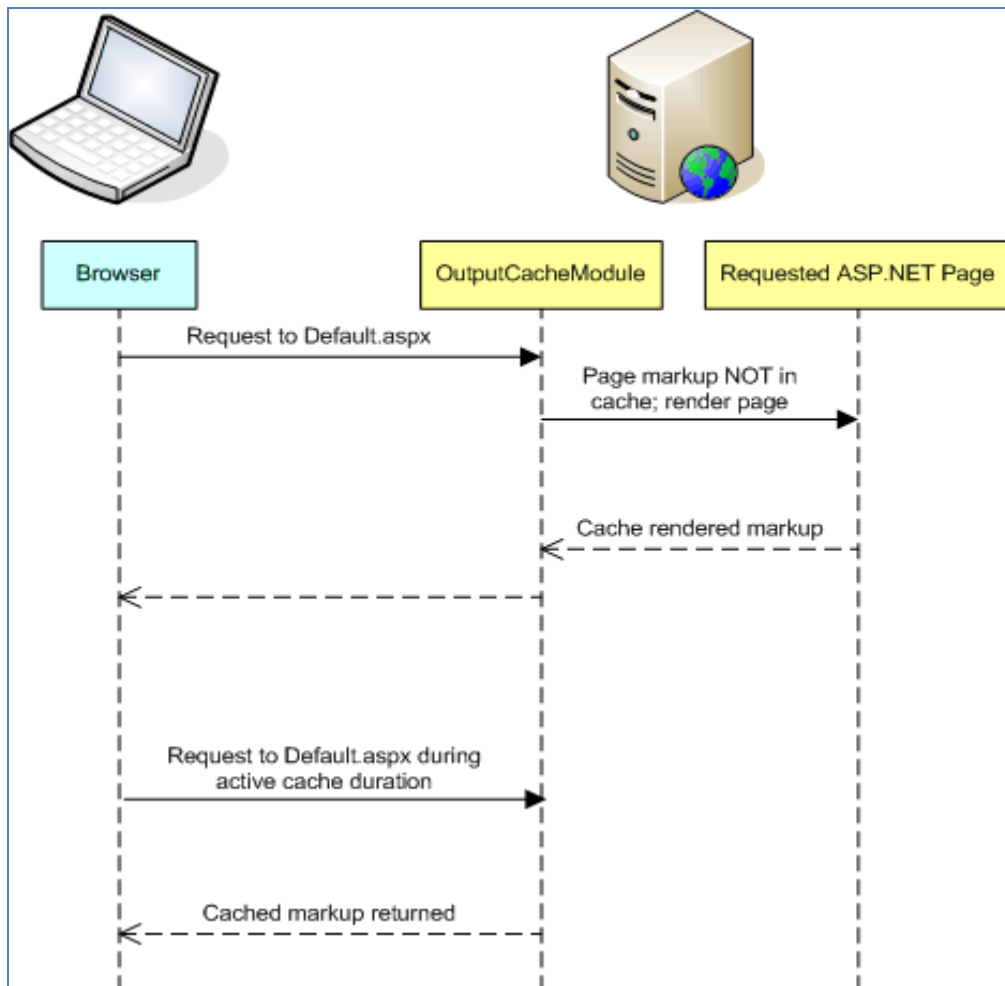 Browser
OutputCacheModule
Requested ASP.NET Page
Request to Default.aspx
Page markup NOT in
cache; render page
Cache rendered markup
Request to Default.aspx during
active cache duration
Cached markup returned